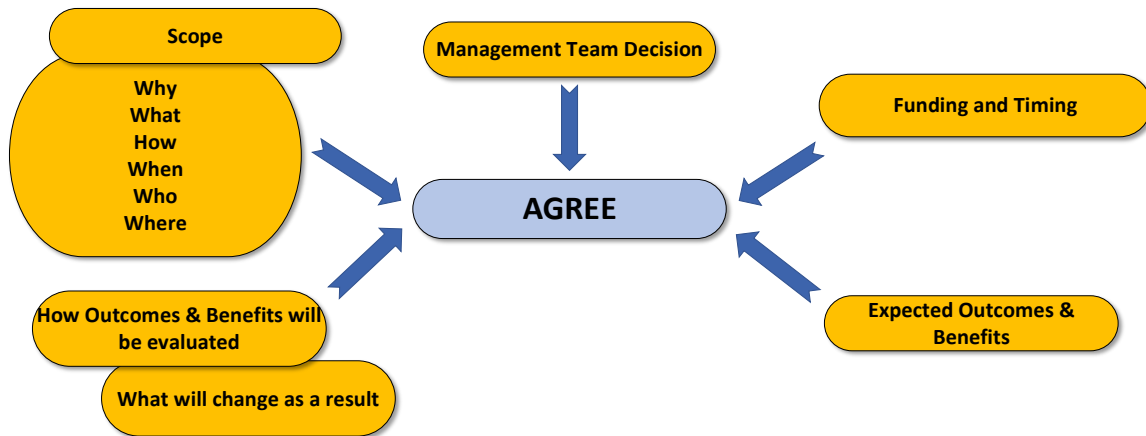 Scope
Why
What
How
When
Who
Where
Management Team Decision
Funding and Timing
AGREE
How Outcomes & Benefits will
be evaluated
What will change as a result
Expected Outcomes &
Benefits